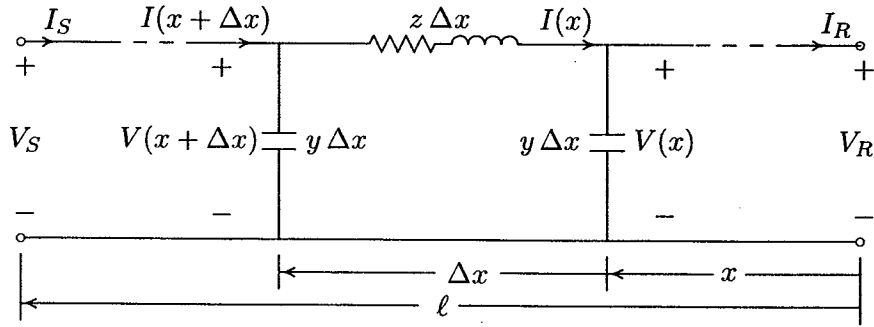 I_S I(x + Δx) z Δx I(x) I_R
+ + + +
V_S V(x + Δx) y Δx y Δx V(x) V_R
− − − −
Δx x
ℓ